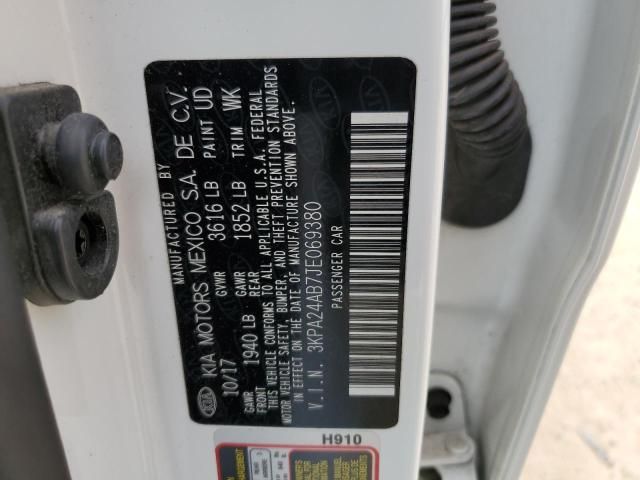 MANUFACTURED BY
KIA KIA MOTORS MEXICO S.A. DE C.V.
10/17 GVWR 3616 LB PAINT UD
GAWR FRONT 1940 LB GAWR REAR 1852 LB TRIM WK
THIS VEHICLE CONFORMS TO ALL APPLICABLE U.S.A. FEDERAL
MOTOR VEHICLE SAFETY, BUMPER, AND THEFT PREVENTION STANDARDS
IN EFFECT ON THE DATE OF MANUFACTURE SHOWN ABOVE.
V.I.N. 3KPA24AB7JE069380
PASSENGER CAR
H910